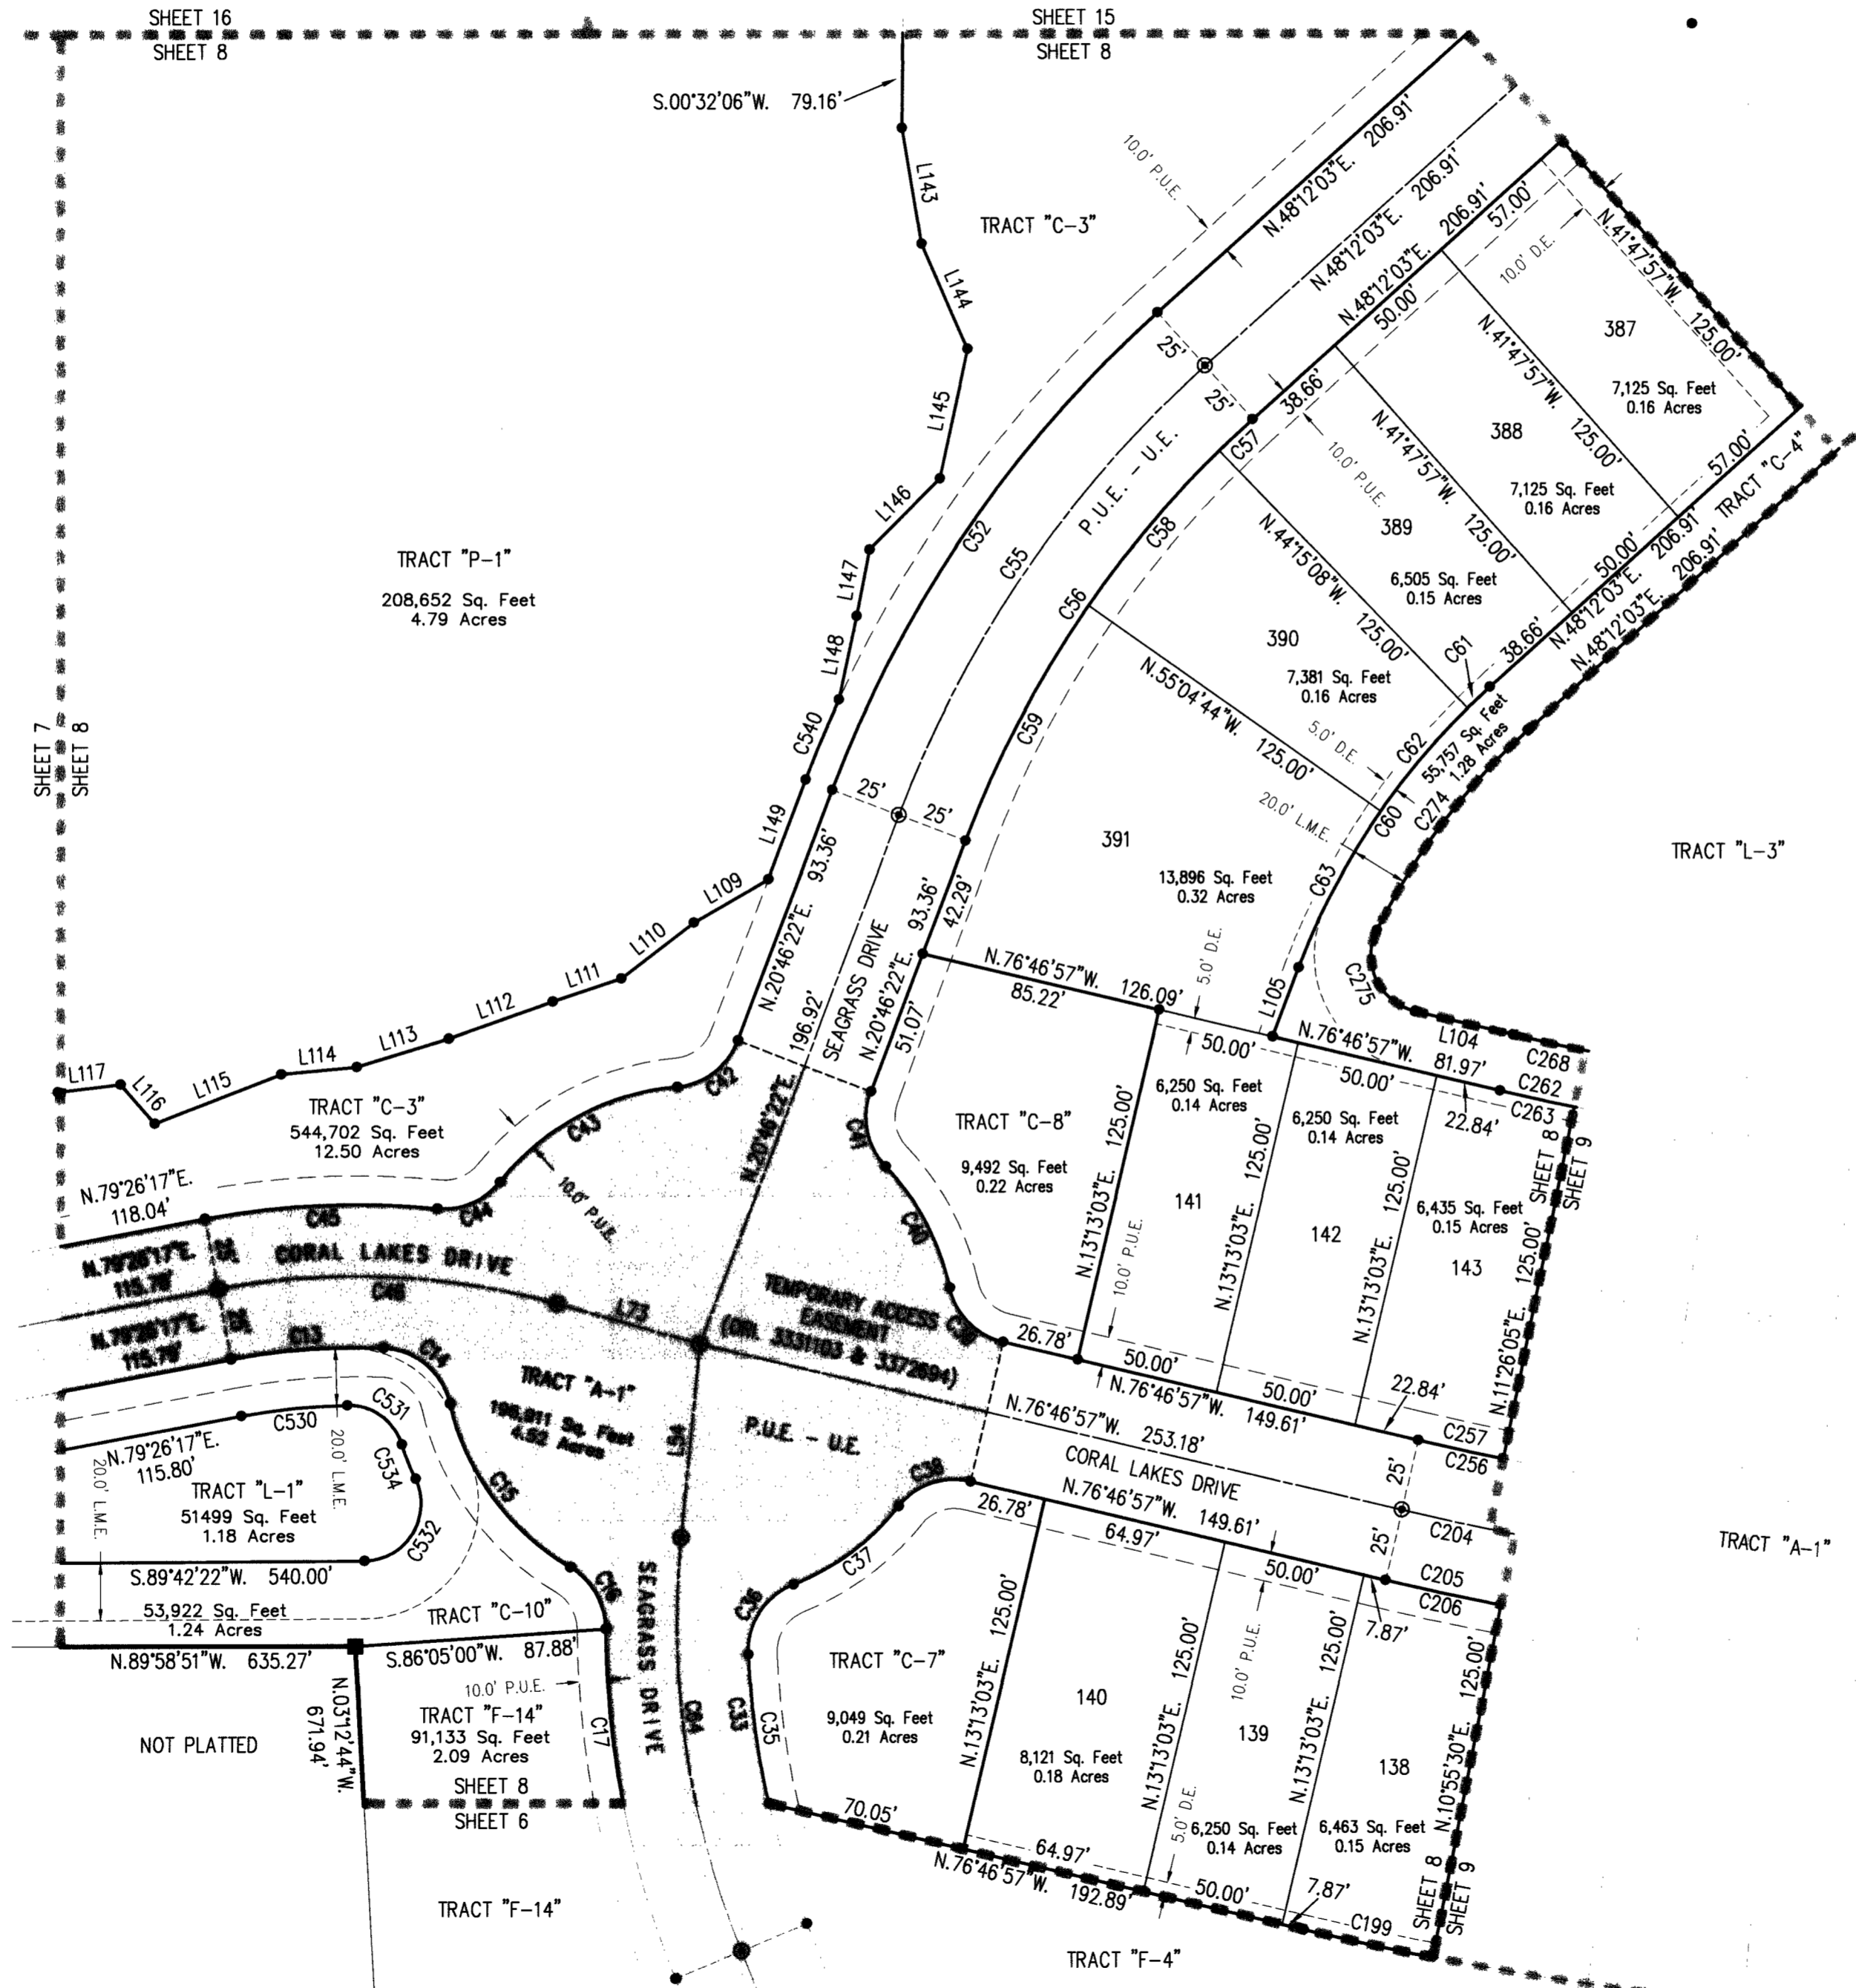 SHEET 16
SHEET 8
SHEET 15
SHEET 8
S.00°32'06"W. 79.16'
L143
TRACT "C-3"
10.0' P.U.E.
N.48°12'03"E. 206.91'
N.48°12'03"E. 206.91'
N.48°12'03"E. 206.91'
57.00'
10.0' D.E.
N.41°47'57"W. 125.00'
387
7,125 Sq. Feet
0.16 Acres
L144
25'
25'
50.00'
N.41°47'57"W. 125.00'
388
7,125 Sq. Feet
0.16 Acres
57.00'
TRACT "C-4"
L145
38.66'
C57
10.0' P.U.E.
N.41°47'57"W. 125.00'
389
6,505 Sq. Feet
0.15 Acres
50.00'
206.91'
206.91'
L146
C52
C55
P.U.E. - U.E.
C58
N.44°15'08"W. 125.00'
TRACT "P-1"
208,652 Sq. Feet
4.79 Acres
L147
L148
C56
390
7,381 Sq. Feet
0.16 Acres
C61
38.66'
N.48°12'03"E.
N.48°12'03"E.
N.55°04'44"W. 125.00'
5.0' D.E.
C62
55,757 Sq. Feet
1.28 Acres
SHEET 7
SHEET 8
C540
C59
20.0' L.M.E.
C60
C274
L149
25'
25'
391
13,896 Sq. Feet
0.32 Acres
C63
TRACT "L-3"
93.36'
N.20°46'22"E.
L109
93.36'
42.29'
N.20°46'22"E.
51.07'
SEAGRASS DRIVE
196.92'
N.20°46'22"E.
N.76°46'57"W. 126.09'
85.22'
5.0' D.E.
L105
C275
L110
L111
L112
L113
L114
L115
L116
L117
50.00'
N.76°46'57"W. 81.97'
L104
C268
C262
C263
50.00'
22.84'
C42
C43
TRACT "C-3"
544,702 Sq. Feet
12.50 Acres
TRACT "C-8"
9,492 Sq. Feet
0.22 Acres
C41
N.13°13'03"E. 125.00'
6,250 Sq. Feet
0.14 Acres
141
6,250 Sq. Feet
0.14 Acres
142
6,435 Sq. Feet
0.15 Acres
143
SHEET 8
SHEET 9
N.79°26'17"E.
118.04'
C45
C44
10.0' P.U.E.
C40
10.0' P.U.E.
N.13°13'03"E. 125.00'
N.13°13'03"E. 125.00'
N.11°26'05"E. 125.00'
N.79°26'17"E.
115.79'
CORAL LAKES DRIVE
C46
L73
TEMPORARY ACCESS
EASEMENT
(O.R. 3331103 & 3372694)
26.78'
50.00'
N.76°46'57"W. 149.61'
50.00'
22.84'
C257
C256
N.79°26'17"E.
115.79'
C13
C14
TRACT "A-1"
4.52 Acres
P.U.E. - U.E.
L54
N.76°46'57"W. 253.18'
CORAL LAKES DRIVE
25'
25'
C204
C205
C206
C530
C531
N.79°26'17"E.
115.80'
20.0' L.M.E.
20.0' L.M.E.
C534
C532
TRACT "L-1"
51499 Sq. Feet
1.18 Acres
S.89°42'22"W. 540.00'
53,922 Sq. Feet
1.24 Acres
C15
C16
C38
26.78'
N.76°46'57"W. 149.61'
64.97'
50.00'
7.87'
TRACT "A-1"
C37
C36
TRACT "C-10"
N.89°58'51"W. 635.27'
S.86°05'00"W. 87.88'
10.0' P.U.E.
TRACT "F-14"
91,133 Sq. Feet
2.09 Acres
N.03°12'44"W.
671.94'
NOT PLATTED
C17
SEAGRASS DRIVE
C33
C35
TRACT "C-7"
9,049 Sq. Feet
0.21 Acres
N.13°13'03"E. 125.00'
140
8,121 Sq. Feet
0.18 Acres
N.13°13'03"E. 125.00'
10.0' P.U.E.
139
6,250 Sq. Feet
0.14 Acres
N.13°13'03"E. 125.00'
138
6,463 Sq. Feet
0.15 Acres
N.10°55'30"E. 125.00'
SHEET 8
SHEET 6
70.05'
64.97'
5.0' D.E.
N.76°46'57"W. 192.89'
50.00'
7.87'
C199
SHEET 8
SHEET 9
TRACT "F-14"
TRACT "F-4"